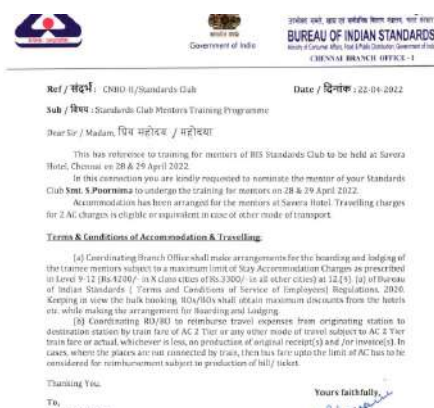 Government of India
BUREAU OF INDIAN STANDARDS
Ministry of Consumer Affairs, Food & Public Distribution, Government of India
CHENNAI BRANCH OFFICE - I
Ref / संदर्भ : CNBO-II/Standards Club
Date / दिनांक : 22-04-2022
Sub / विषय : Standards Club Mentors Training Programme
Dear Sir / Madam, प्रिय महोदय / महोदया
This has reference to training for mentors of BIS Standards Club to be held at Savera
Hotel, Chennai on 28 & 29 April 2022.
In this connection you are kindly requested to nominate the mentor of your Standards
Club Smt. S.Poornima to undergo the training for mentors on 28 & 29 April 2022.
Accommodation has been arranged for the mentors at Savera Hotel. Travelling charges
for 2 AC charges is eligible or equivalent in case of other mode of transport.
Terms & Conditions of Accommodation & Travelling:
(a) Coordinating Branch Office shall make arrangements for the boarding and lodging of
the trainee mentors subject to a maximum limit of Stay Accommodation Charges as prescribed
in Level 9-12 (Rs.4200/- in X class cities of Rs.3300/- in all other cities) at 12.(4). (a) of Bureau
of Indian Standards ( Terms and Conditions of Service of Employees) Regulations, 2020.
Keeping in view the bulk booking, ROs/BOs shall obtain maximum discounts from the hotels
etc. while making the arrangement for Boarding and Lodging.
(b) Coordinating RO/BO to reimburse travel expenses from originating station to
destination station by train fare of AC 2 Tier or any other mode of travel subject to AC 2 Tier
train fare or actual, whichever is less, on production of original receipt(s) and /or invoice(s). In
cases, where the places are not connected by train, then bus fare upto the limit of AC has to be
considered for reimbursement subject to production of bill/ ticket.
Thanking You,
Yours faithfully,
To,